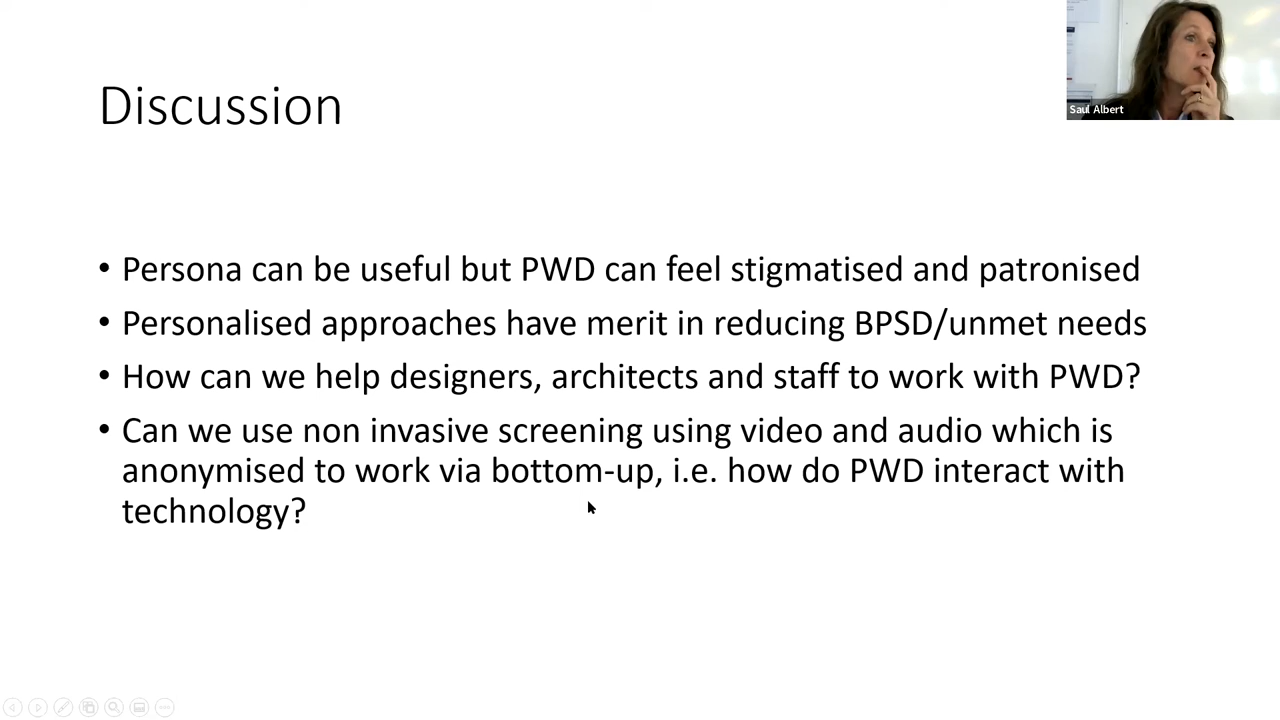 Saul Albert
Discussion
• Persona can be useful but PWD can feel stigmatised and patronised
• Personalised approaches have merit in reducing BPSD/unmet needs
• How can we help designers, architects and staff to work with PWD?
• Can we use non invasive screening using video and audio which is
anonymised to work via bottom-up, i.e. how do PWD interact with
technology?